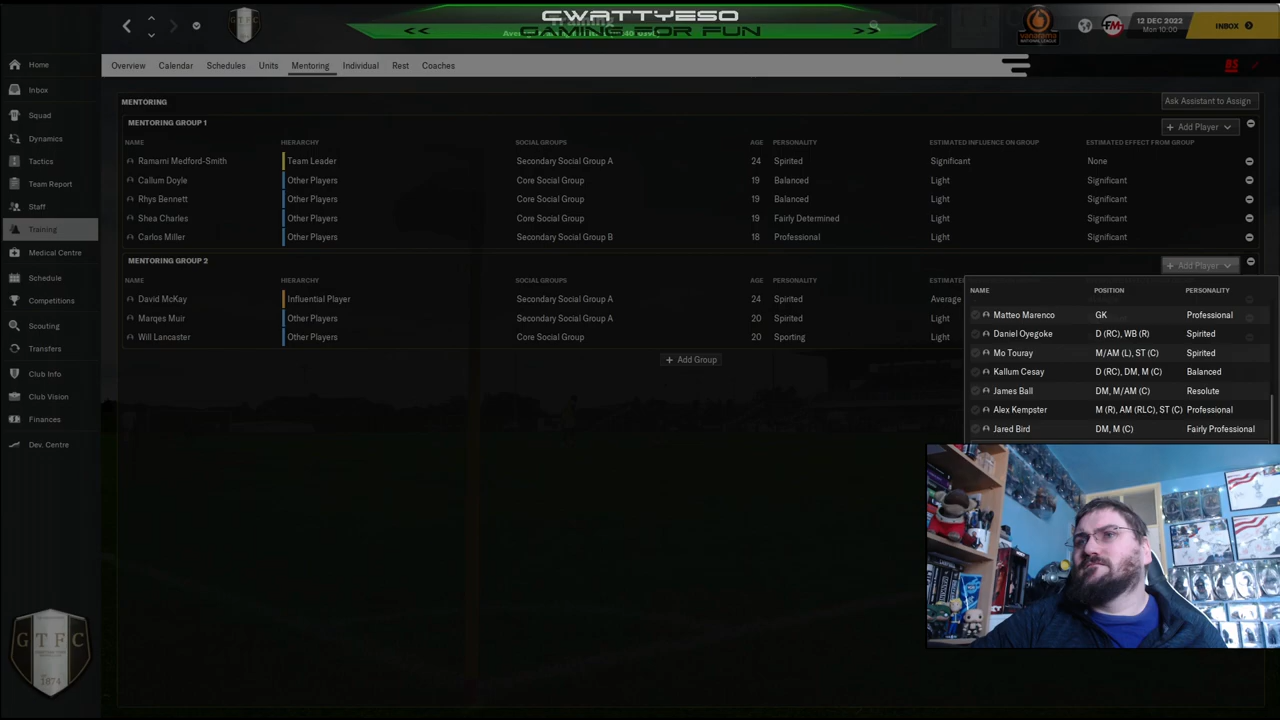 CWATTYESO
GAMING FOR FUN
<< >>
12 DEC 2022
Mon 10:00
INBOX
FM
Vanarama
Overview Calendar Schedules Units Mentoring Individual Rest Coaches
BS
Home
Inbox
Squad
Dynamics
Tactics
Team Report
Staff
Training
Medical Centre
Schedule
Competitions
Scouting
Transfers
Club Info
Club Vision
Finances
Dev. Centre
GTFC
1874
MENTORING Ask Assistant to Assign
MENTORING GROUP 1 + Add Player
NAME HIERARCHY SOCIAL GROUPS AGE PERSONALITY ESTIMATED INFLUENCE ON GROUP ESTIMATED EFFECT FROM GROUP
Ramarni Medford-Smith Team Leader Secondary Social Group A 24 Spirited Significant None
Callum Doyle Other Players Core Social Group 19 Balanced Light Significant
Rhys Bennett Other Players Core Social Group 19 Balanced Light Significant
Shea Charles Other Players Core Social Group 19 Fairly Determined Light Significant
Carlos Miller Other Players Secondary Social Group B 18 Professional Light Significant
MENTORING GROUP 2 + Add Player
NAME HIERARCHY SOCIAL GROUPS AGE PERSONALITY ESTIMATED
David McKay Influential Player Secondary Social Group A 24 Spirited Average
Marqes Muir Other Players Secondary Social Group A 20 Spirited Light
Will Lancaster Other Players Core Social Group 20 Sporting Light
+ Add Group
NAME POSITION PERSONALITY
Matteo Marenco GK Professional
Daniel Oyegoke D (RC), WB (R) Spirited
Mo Touray M/AM (L), ST (C) Spirited
Kallum Cesay D (RC), DM, M (C) Balanced
James Ball DM, M/AM (C) Resolute
Alex Kempster M (R), AM (RLC), ST (C) Professional
Jared Bird DM, M (C) Fairly Professional